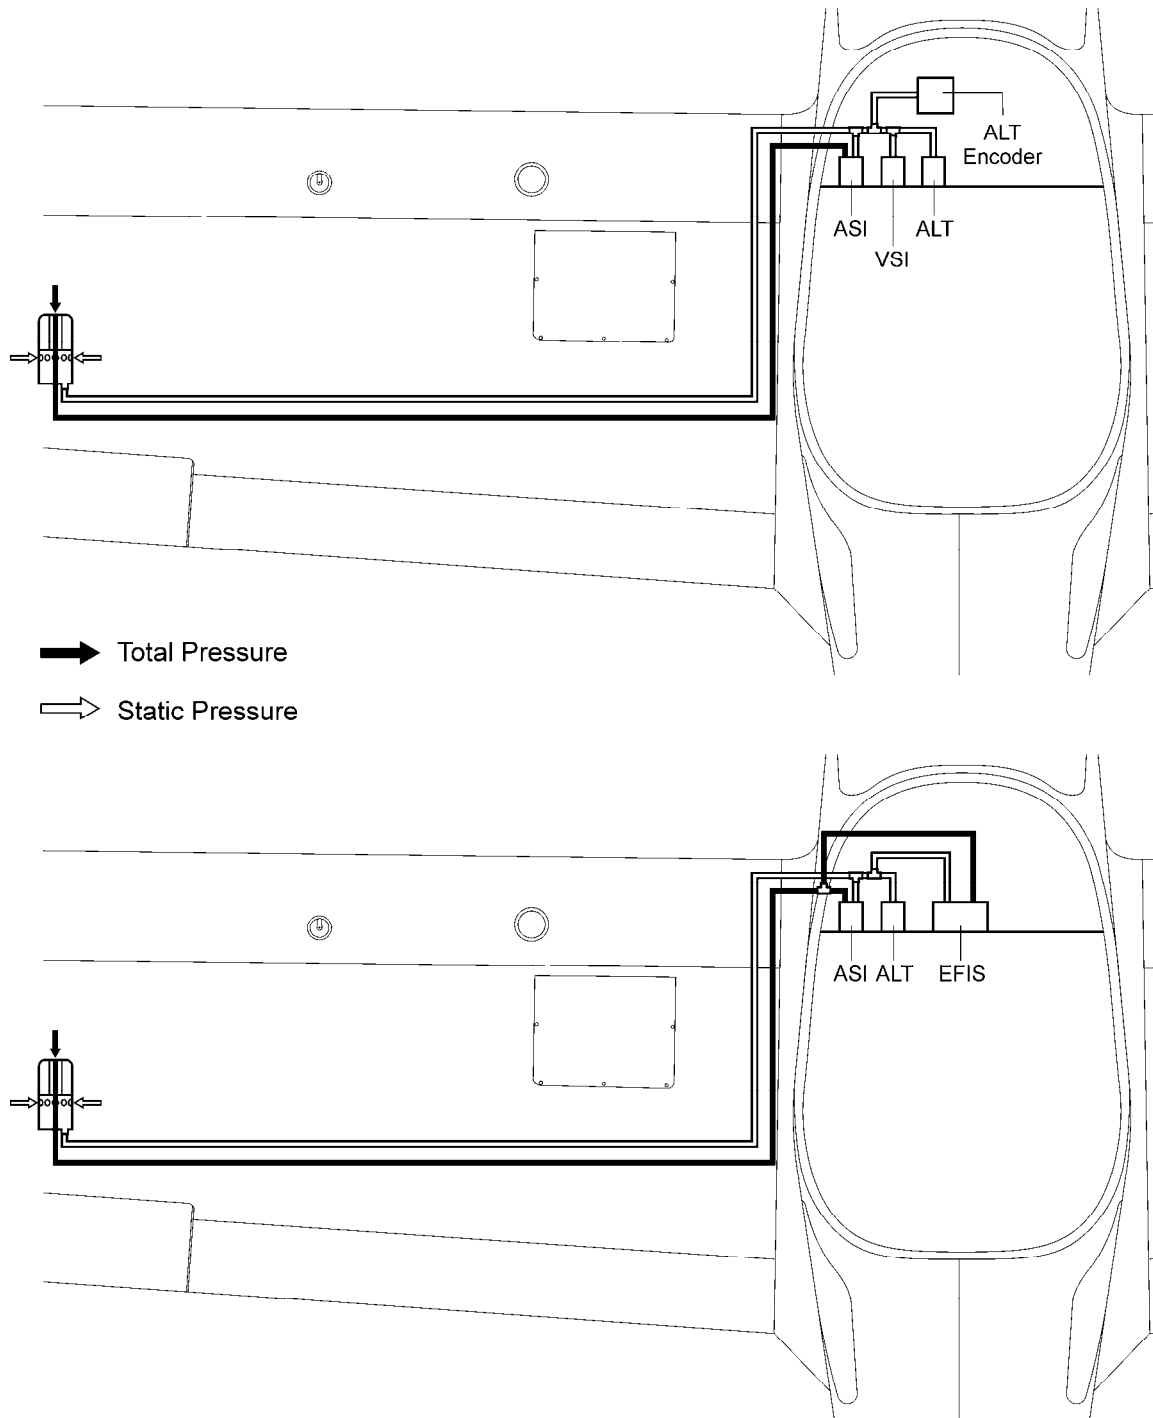 ALT
Encoder
ASI
ALT
VSI
Total Pressure
Static Pressure
ASI
ALT
EFIS